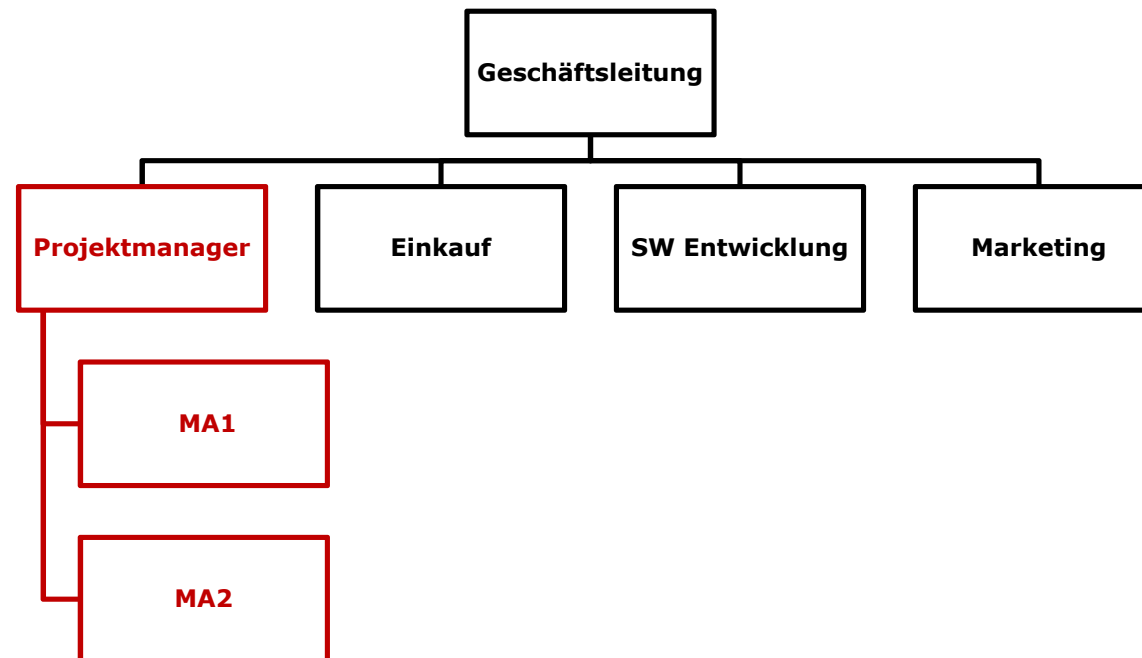 Geschäftsleitung
Projektmanager
Einkauf
SW Entwicklung
Marketing
MA1
MA2